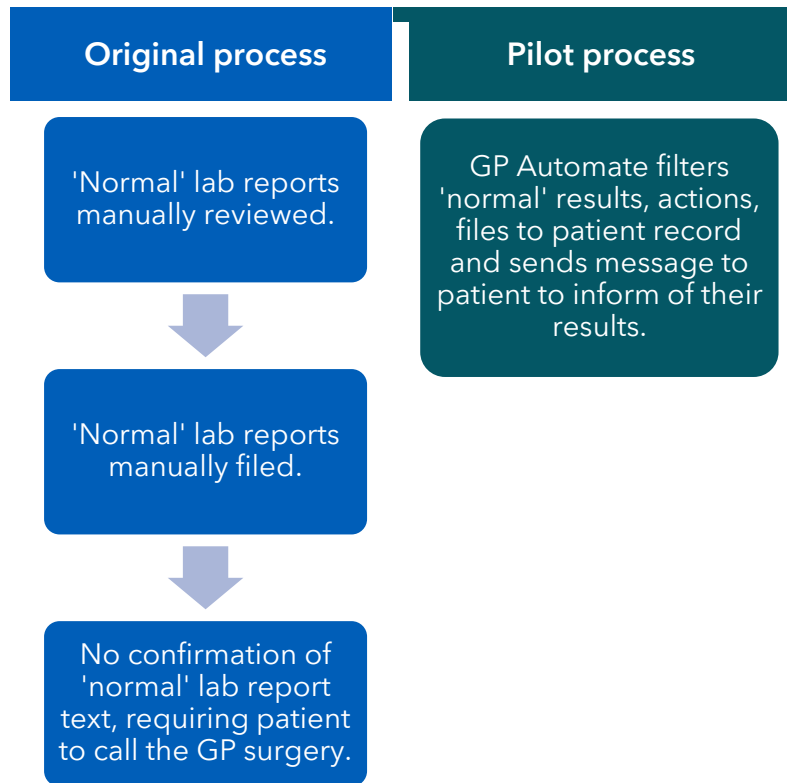 Original process
'Normal' lab reports
manually reviewed.
'Normal' lab reports
manually filed.
No confirmation of
'normal' lab report
text, requiring patient
to call the GP surgery.
Pilot process
GP Automate filters
'normal' results, actions,
files to patient record
and sends message to
patient to inform of their
results.